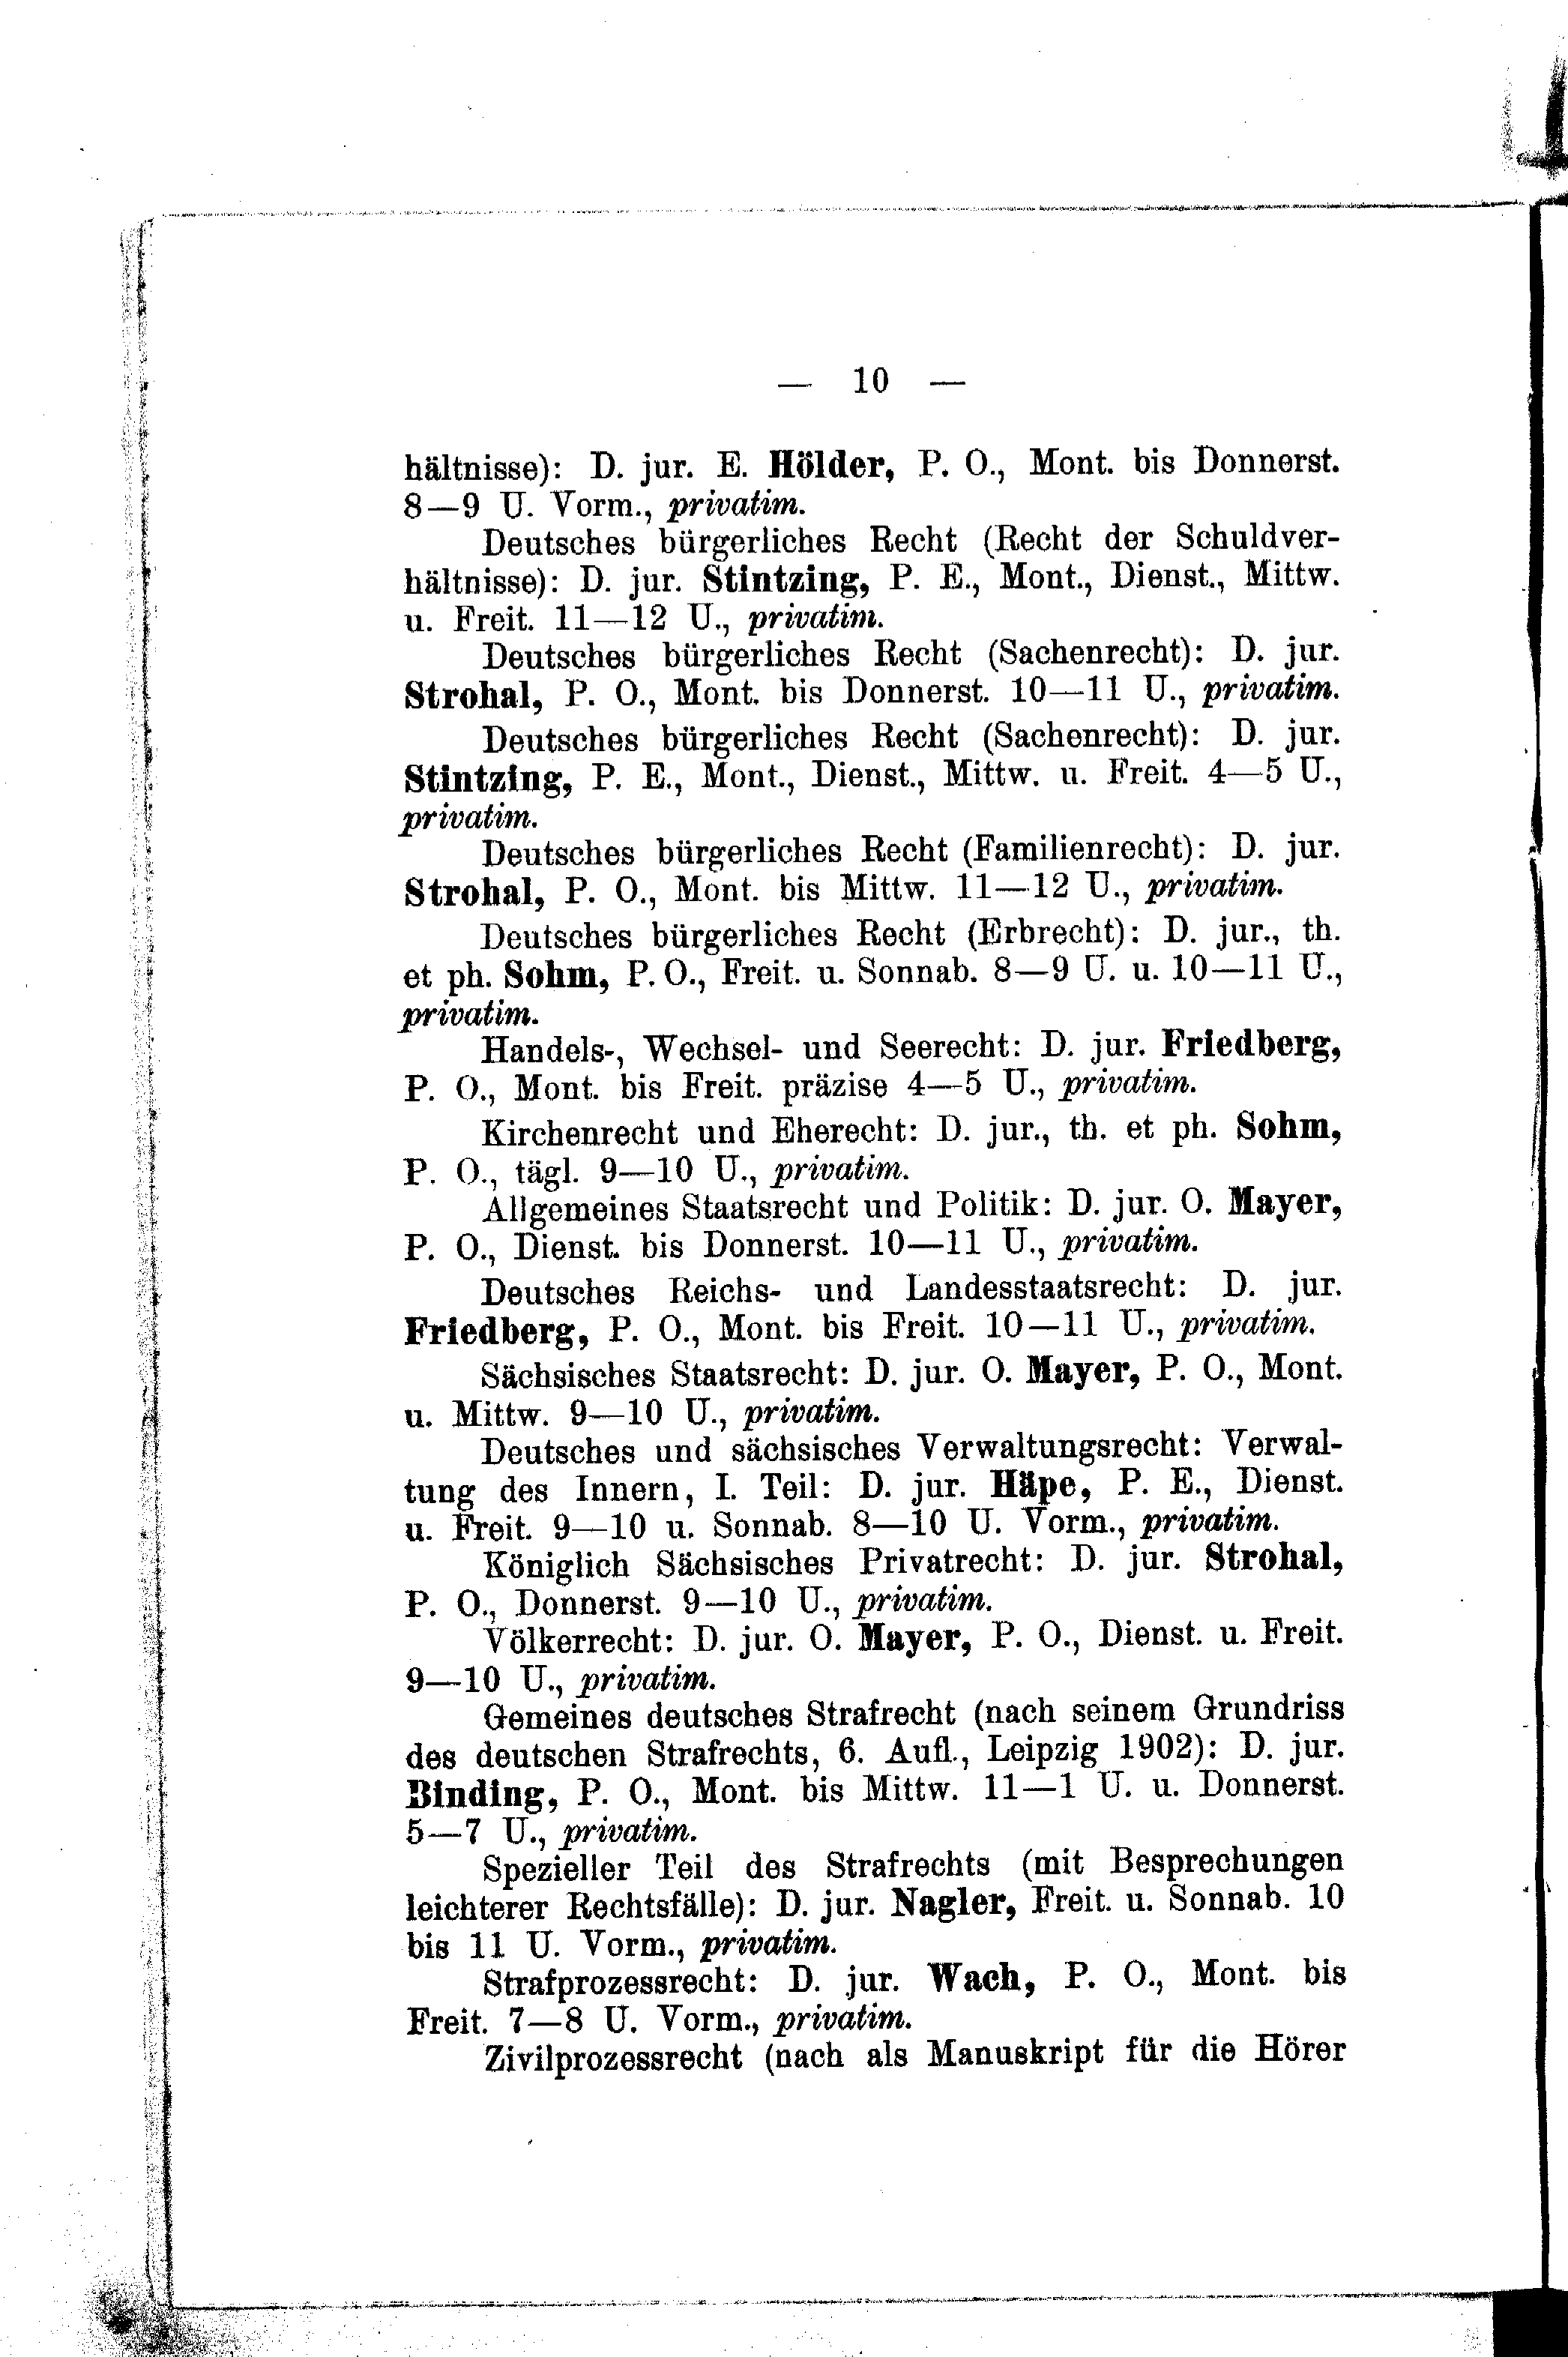 — 10 —
hältnisse): D. jur. E. Hölder, P. O., Mont. bis Donnerst.
8—9 U. Vorm., privatim.
Deutsches bürgerliches Recht (Recht der Schuldver-
hältnisse): D. jur. Stintzing, P. E., Mont., Dienst., Mittw.
u. Freit. 11—12 U., privatim.
Deutsches bürgerliches Recht (Sachenrecht): D. jur.
Strohal, P. O., Mont. bis Donnerst. 10—11 U., privatim.
Deutsches bürgerliches Recht (Sachenrecht): D. jur.
Stintzing, P. E., Mont., Dienst., Mittw. u. Freit. 4—5 U.,
privatim.
Deutsches bürgerliches Recht (Familienrecht): D. jur.
Strohal, P. O., Mont. bis Mittw. 11—12 U., privatim.
Deutsches bürgerliches Recht (Erbrecht): D. jur., th.
et ph. Sohm, P. O., Freit. u. Sonnab. 8—9 U. u. 10—11 U.,
privatim.
Handels-, Wechsel- und Seerecht: D. jur. Friedberg,
P. O., Mont. bis Freit. präzise 4—5 U., privatim.
Kirchenrecht und Eherecht: D. jur., th. et ph. Sohm,
P. O., tägl. 9—10 U., privatim.
Allgemeines Staatsrecht und Politik: D. jur. O. Mayer,
P. O., Dienst. bis Donnerst. 10—11 U., privatim.
Deutsches Reichs- und Landesstaatsrecht: D. jur.
Friedberg, P. O., Mont. bis Freit. 10—11 U., privatim.
Sächsisches Staatsrecht: D. jur. O. Mayer, P. O., Mont.
u. Mittw. 9—10 U., privatim.
Deutsches und sächsisches Verwaltungsrecht: Verwal-
tung des Innern, I. Teil: D. jur. Häpe, P. E., Dienst.
u. Freit. 9—10 u. Sonnab. 8—10 U. Vorm., privatim.
Königlich Sächsisches Privatrecht: D. jur. Strohal,
P. O., Donnerst. 9—10 U., privatim.
Völkerrecht: D. jur. O. Mayer, P. O., Dienst. u. Freit.
9—10 U., privatim.
Gemeines deutsches Strafrecht (nach seinem Grundriss
des deutschen Strafrechts, 6. Aufl., Leipzig 1902): D. jur.
Binding, P. O., Mont. bis Mittw. 11—1 U. u. Donnerst.
5—7 U., privatim.
Spezieller Teil des Strafrechts (mit Besprechungen
leichterer Rechtsfälle): D. jur. Nagler, Freit. u. Sonnab. 10
bis 11 U. Vorm., privatim.
Strafprozessrecht: D. jur. Wach, P. O., Mont. bis
Freit. 7—8 U. Vorm., privatim.
Zivilprozessrecht (nach als Manuskript für die Hörer